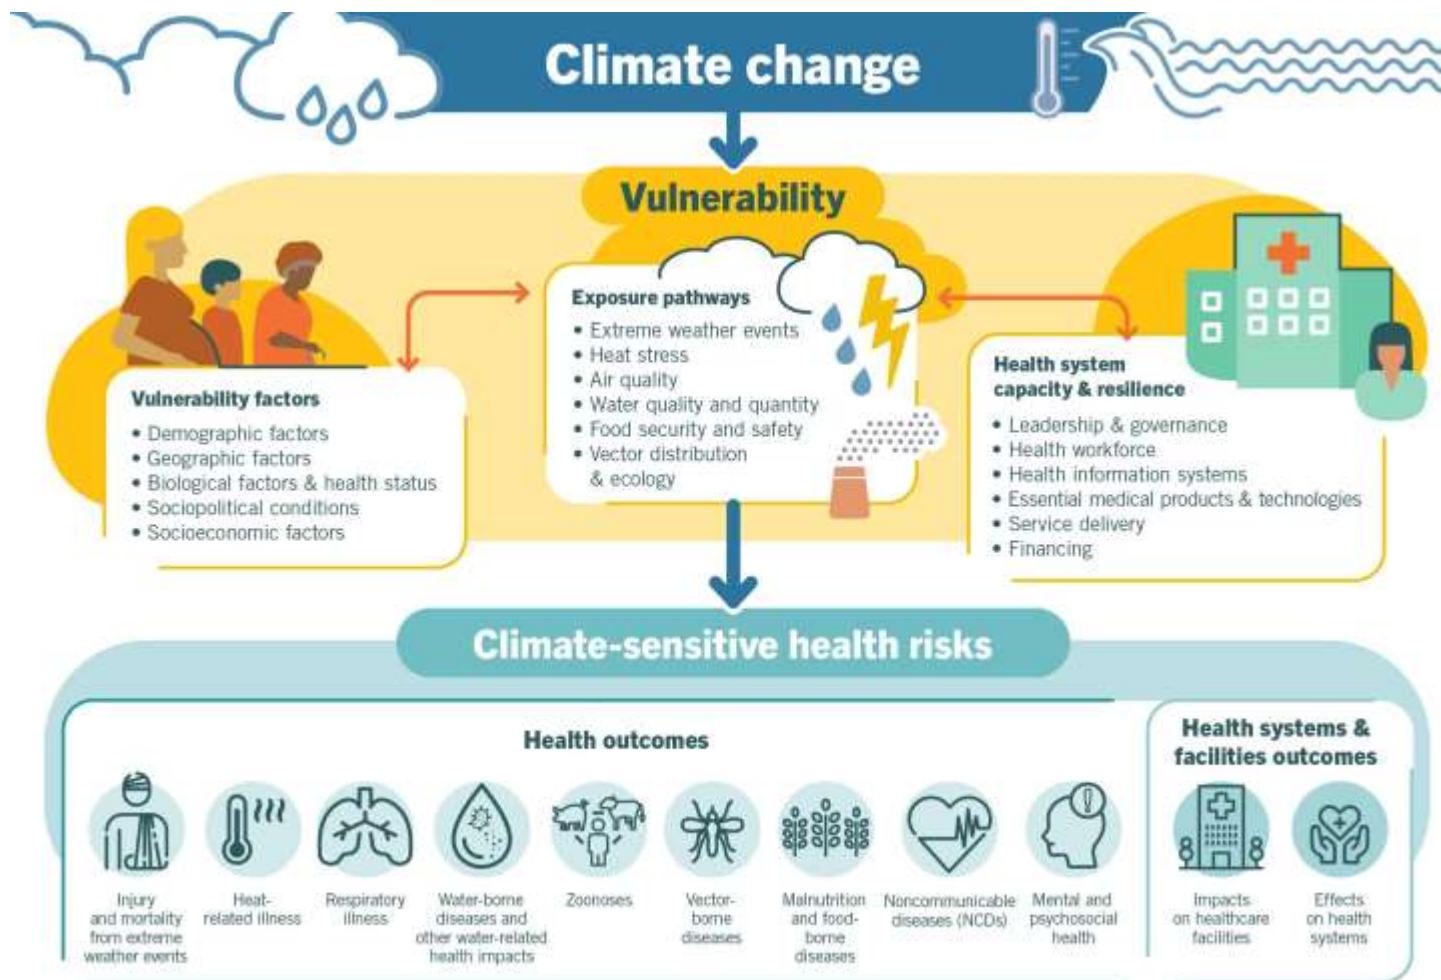 Climate change
Vulnerability
Vulnerability factors
• Demographic factors
• Geographic factors
• Biological factors & health status
• Sociopolitical conditions
• Socioeconomic factors
Exposure pathways
• Extreme weather events
• Heat stress
• Air quality
• Water quality and quantity
• Food security and safety
• Vector distribution
& ecology
Health system
capacity & resilience
• Leadership & governance
• Health workforce
• Health information systems
• Essential medical products & technologies
• Service delivery
• Financing
Climate-sensitive health risks
Health outcomes
Injury
and mortality
from extreme
weather events
Heat-
related illness
Respiratory
illness
Water-borne
diseases and
other water-related
health impacts
Zoonoses
Vector-
borne
diseases
Malnutrition
and food-
borne
diseases
Noncommunicable
diseases (NCDs)
Mental and
psychosocial
health
Health systems &
facilities outcomes
Impacts
on healthcare
facilities
Effects
on health
systems